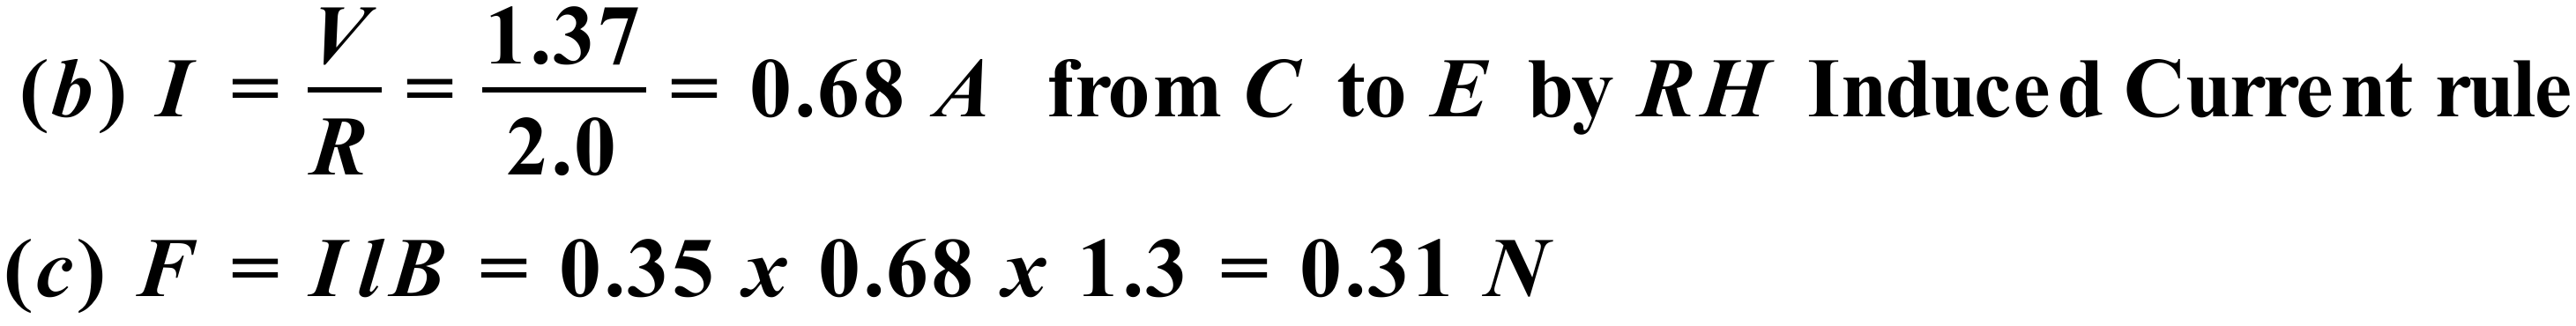 (b) I = V/R = 1.37/2.0 = 0.68 A from C to E by RH Induced Current rule
(c) F = IlB = 0.35 x 0.68 x 1.3 = 0.31 N